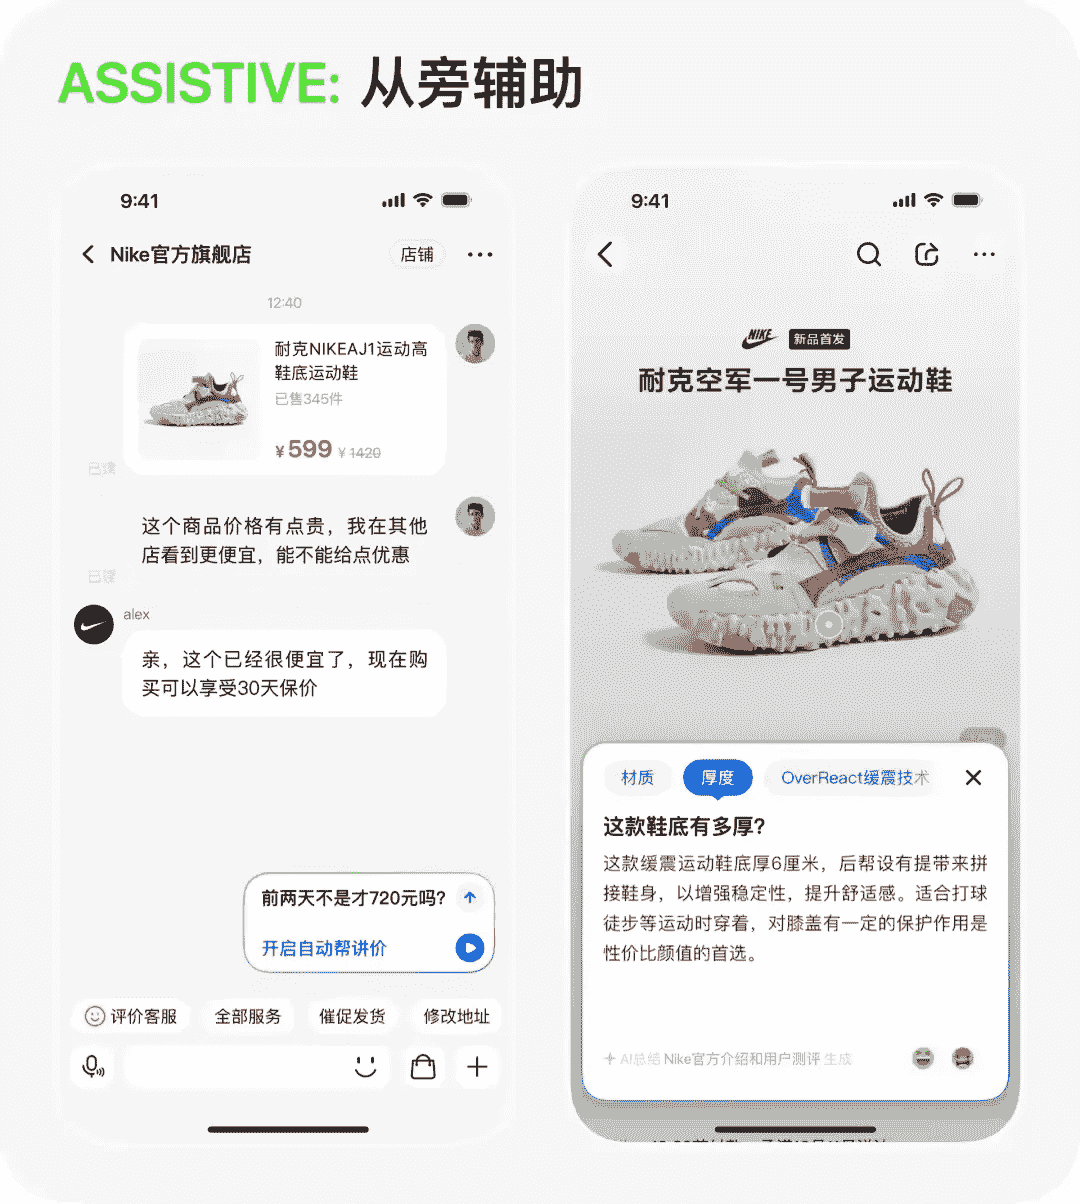 ASSISTIVE: 从旁辅助
9:41
Nike官方旗舰店
店铺
12:40
耐克NIKEAJ1运动高
鞋底运动鞋
已售345件
¥599 ¥1420
已读
这个商品价格有点贵，我在其他
店看到更便宜，能不能给点优惠
已读
alex
亲，这个已经很便宜了，现在购
买可以享受30天保价
前两天不是才720元吗?
开启自动帮讲价
评价客服
全部服务
催促发货
修改地址
9:41
NIKE
新品首发
耐克空军一号男子运动鞋
材质
厚度
OverReact缓震技术
这款鞋底有多厚?
这款缓震运动鞋底厚6厘米，后帮设有提带来拼
接鞋身，以增强稳定性，提升舒适感。适合打球
徒步等运动时穿着，对膝盖有一定的保护作用是
性价比颜值的首选。
AI总结 Nike官方介绍和用户测评 生成